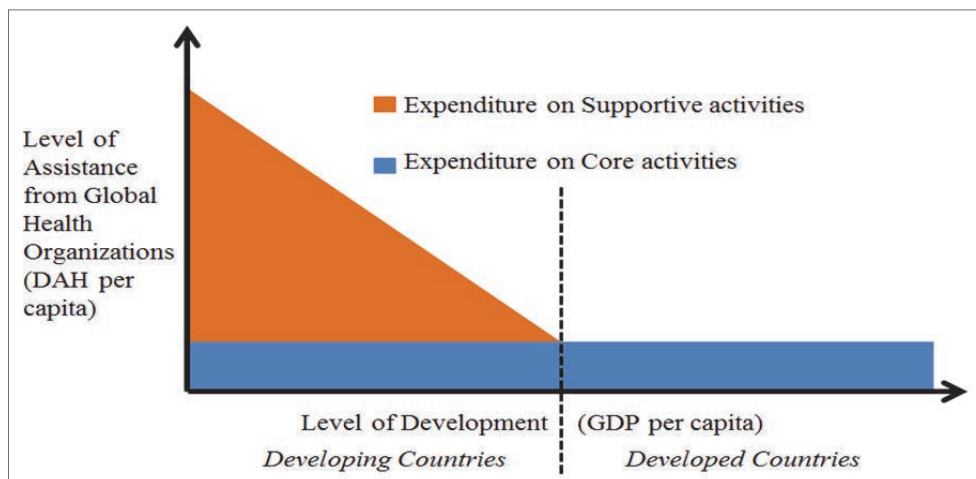 Level of
Assistance
from Global
Health
Organizations
(DAH per
capita)
Expenditure on Supportive activities
Expenditure on Core activities
Level of Development (GDP per capita)
Developing Countries Developed Countries